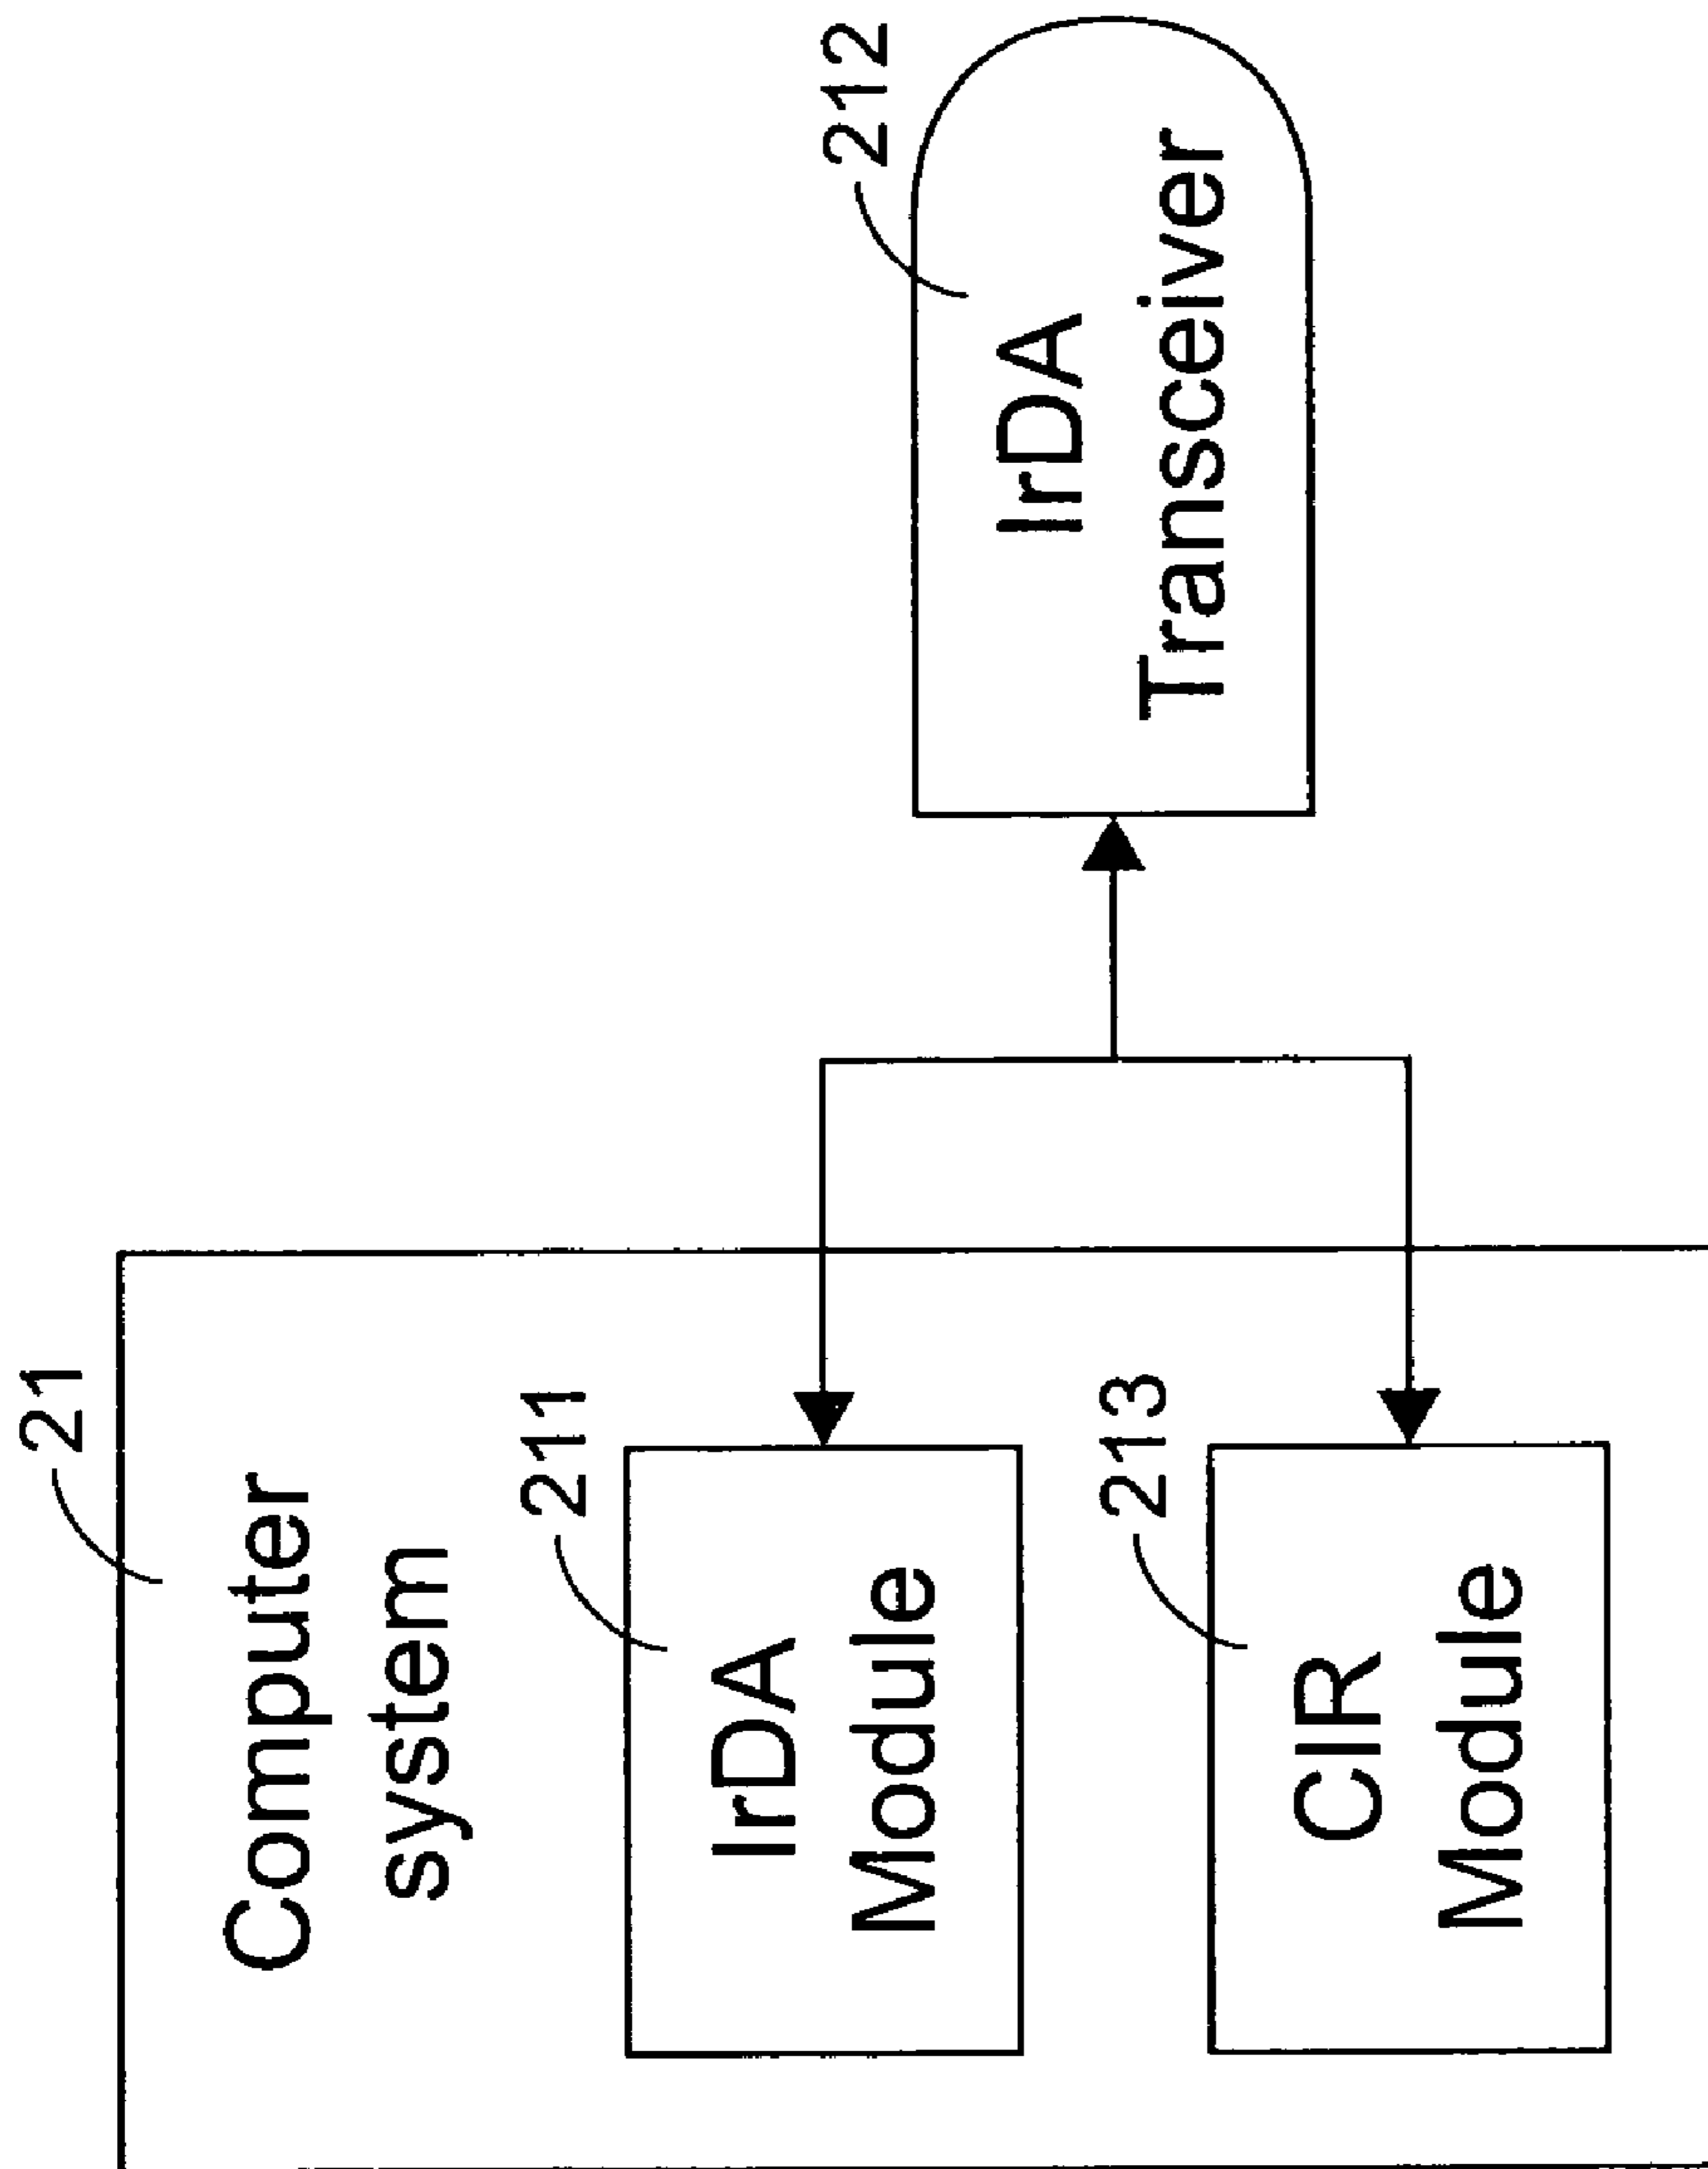 21
Computer
system
211
IrDA
Module
213
CIR
Module
212
IrDA
Transceiver